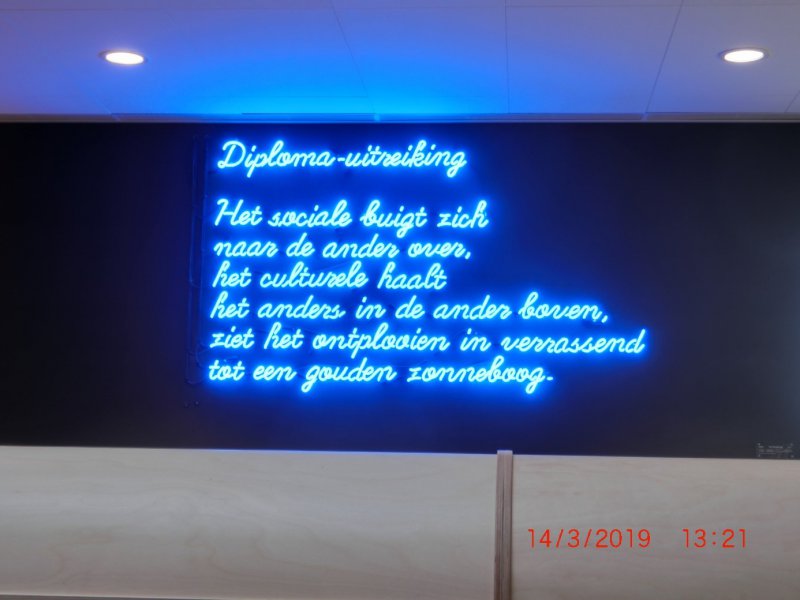 Diploma-uitreiking
Het sociale buigt zich
naar de ander over,
het culturele haalt
het anders in de ander boven,
ziet het ontplooien in verrassend
tot een gouden zonneboog.
14/3/2019 13:21